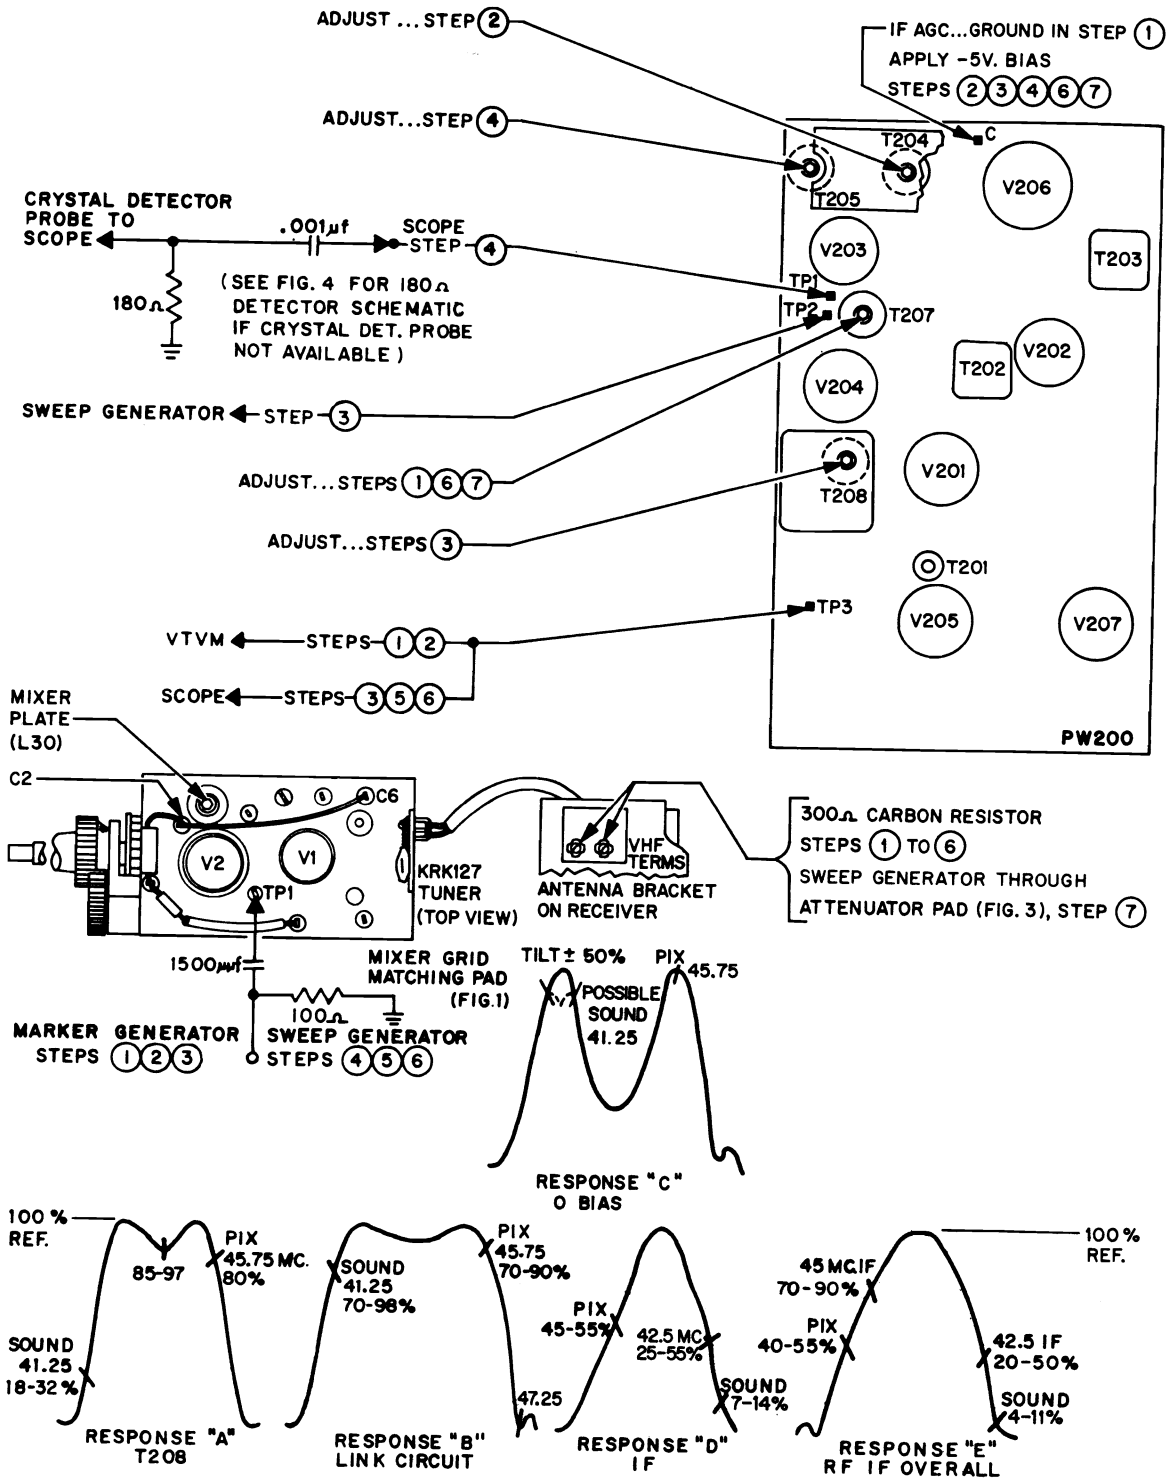 ADJUST...STEP 2
IF AGC...GROUND IN STEP 1
APPLY -5V. BIAS
STEPS 2 3 4 6 7
ADJUST...STEP 4
C
T204
T205
V206
CRYSTAL DETECTOR
PROBE TO
SCOPE
.001µf
SCOPE
STEP 4
180Ω
(SEE FIG. 4 FOR 180Ω
DETECTOR SCHEMATIC
IF CRYSTAL DET. PROBE
NOT AVAILABLE)
V203
T203
TP1
TP2
T207
V202
T202
V204
SWEEP GENERATOR STEP 3
ADJUST...STEPS 1 6 7
V201
T208
ADJUST...STEPS 3
T201
TP3
V205
V207
VTVM STEPS 1 2
SCOPE STEPS 3 5 6
PW200
MIXER
PLATE
(L30)
C2
C6
V2
V1
TP1
KRK127
TUNER
(TOP VIEW)
VHF
TERMS
ANTENNA BRACKET
ON RECEIVER
300Ω CARBON RESISTOR
STEPS 1 TO 6
SWEEP GENERATOR THROUGH
ATTENUATOR PAD (FIG. 3), STEP 7
1500µµf
MIXER GRID
MATCHING PAD
(FIG.1)
100Ω
MARKER GENERATOR
STEPS 1 2 3
SWEEP GENERATOR
STEPS 4 5 6
TILT ± 50%
PIX
45.75
POSSIBLE
SOUND
41.25
RESPONSE "C"
0 BIAS
100 %
REF.
85-97
PIX
45.75 MC.
80%
SOUND
41.25
18-32%
RESPONSE "A"
T208
SOUND
41.25
70-98%
PIX
45.75
70-90%
47.25
RESPONSE "B"
LINK CIRCUIT
PIX
45-55%
42.5 MC
25-55%
SOUND
7-14%
RESPONSE "D"
IF
45 MC.IF
70-90%
PIX
40-55%
100 %
REF.
42.5 IF
20-50%
SOUND
4-11%
RESPONSE "E"
RF IF OVERALL